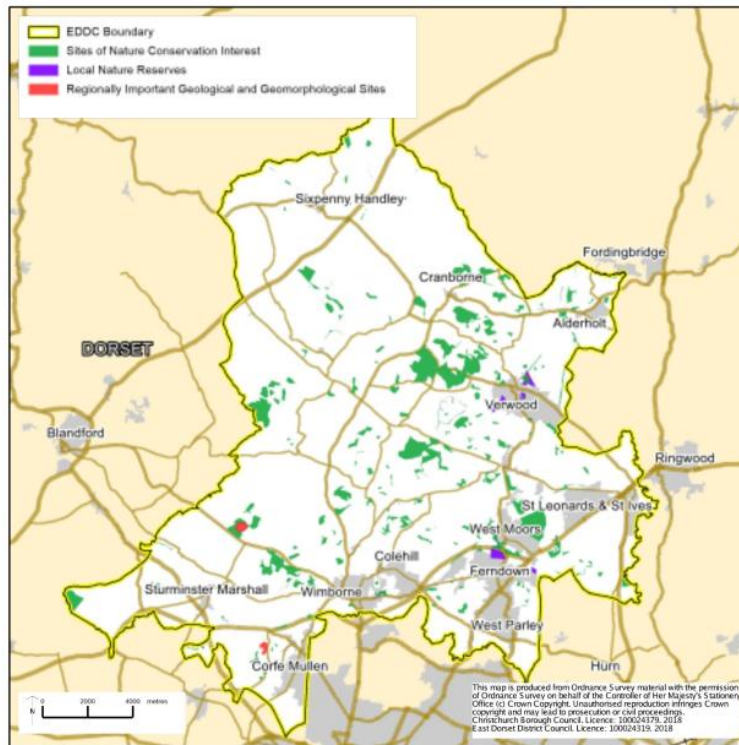 EDDC Boundary
Sites of Nature Conservation Interest
Local Nature Reserves
Regionally Important Geological and Geomorphological Sites
Sixpenny Handley
Fordingbridge
Cranborne
Alderholt
DORSET
Verwood
Blandford
Ringwood
St Leonards & St Ives
West Moors
Colehill
Ferndown
Sturminster Marshall
Wimborne
West Parley
Corfe Mullen
Hurn
N
0 2000 4000 metres
This map is produced from Ordnance Survey material with the permission
of Ordnance Survey on behalf of the Controller of Her Majesty's Stationery
Office (c) Crown Copyright. Unauthorised reproduction infringes Crown
copyright and may lead to prosecution or civil proceedings.
Christchurch Borough Council. Licence: 100024379. 2018
East Dorset District Council. Licence: 100024319. 2018